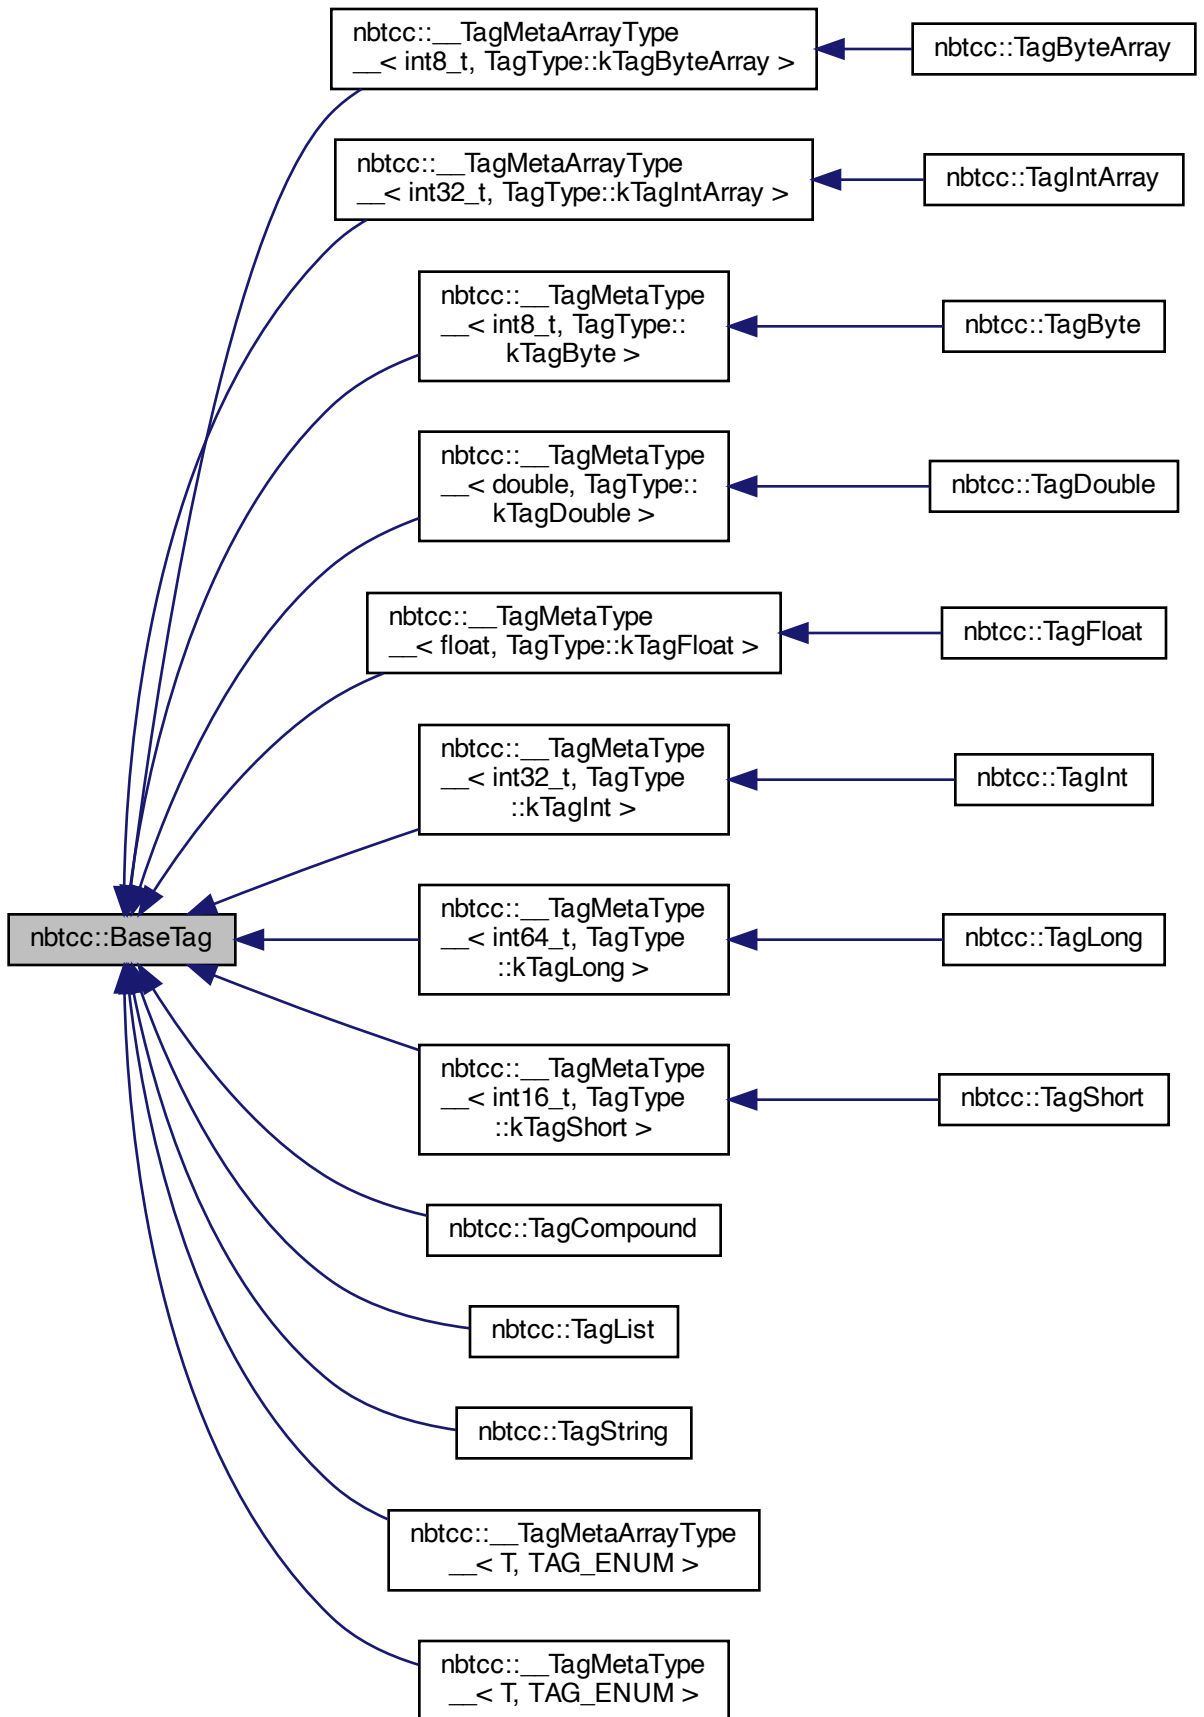 nbtcc::__TagMetaArrayType
__< int8_t, TagType::kTagByteArray >
nbtcc::TagByteArray
nbtcc::__TagMetaArrayType
__< int32_t, TagType::kTagIntArray >
nbtcc::TagIntArray
nbtcc::__TagMetaType
__< int8_t, TagType::
kTagByte >
nbtcc::TagByte
nbtcc::__TagMetaType
__< double, TagType::
kTagDouble >
nbtcc::TagDouble
nbtcc::__TagMetaType
__< float, TagType::kTagFloat >
nbtcc::TagFloat
nbtcc::__TagMetaType
__< int32_t, TagType
::kTagInt >
nbtcc::TagInt
nbtcc::BaseTag
nbtcc::__TagMetaType
__< int64_t, TagType
::kTagLong >
nbtcc::TagLong
nbtcc::__TagMetaType
__< int16_t, TagType
::kTagShort >
nbtcc::TagShort
nbtcc::TagCompound
nbtcc::TagList
nbtcc::TagString
nbtcc::__TagMetaArrayType
__< T, TAG_ENUM >
nbtcc::__TagMetaType
__< T, TAG_ENUM >